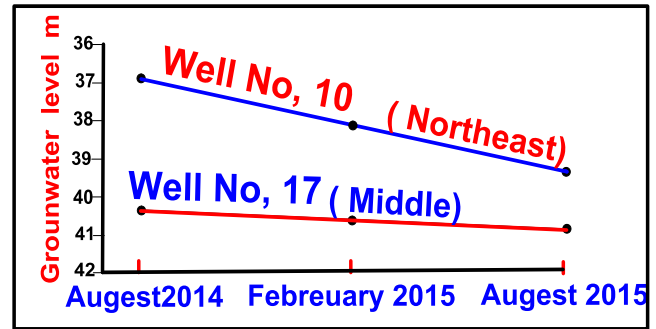 Grounwater level m
36
37
38
39
40
41
42
Well No, 10 ( Northeast)
Well No, 17 ( Middle)
Augest2014 Febreuary 2015 Augest 2015